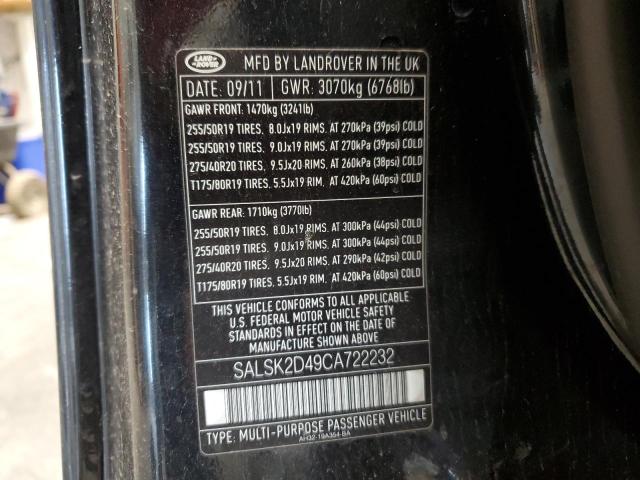 LAND ROVER
MFD BY LANDROVER IN THE UK
DATE: 09/11 GWR: 3070kg (6768lb)
GAWR FRONT: 1470kg (3241lb)
255/50R19 TIRES, 8.0Jx19 RIMS, AT 270kPa (39psi) COLD
255/50R19 TIRES, 9.0Jx19 RIMS, AT 270kPa (39psi) COLD
275/40R20 TIRES, 9.5Jx20 RIMS, AT 260kPa (38psi) COLD
T175/80R19 TIRES, 5.5Jx19 RIM, AT 420kPa (60psi) COLD
GAWR REAR: 1710kg (3770lb)
255/50R19 TIRES, 8.0Jx19 RIMS, AT 300kPa (44psi) COLD
255/50R19 TIRES, 9.0Jx19 RIMS, AT 300kPa (44psi) COLD
275/40R20 TIRES, 9.5Jx20 RIMS, AT 290kPa (42psi) COLD
T175/80R19 TIRES, 5.5Jx19 RIM, AT 420kPa (60psi) COLD
THIS VEHICLE CONFORMS TO ALL APPLICABLE
U.S. FEDERAL MOTOR VEHICLE SAFETY
STANDARDS IN EFFECT ON THE DATE OF
MANUFACTURE SHOWN ABOVE
SALSK2D49CA722232
TYPE: MULTI-PURPOSE PASSENGER VEHICLE
AH32-19A354-BA